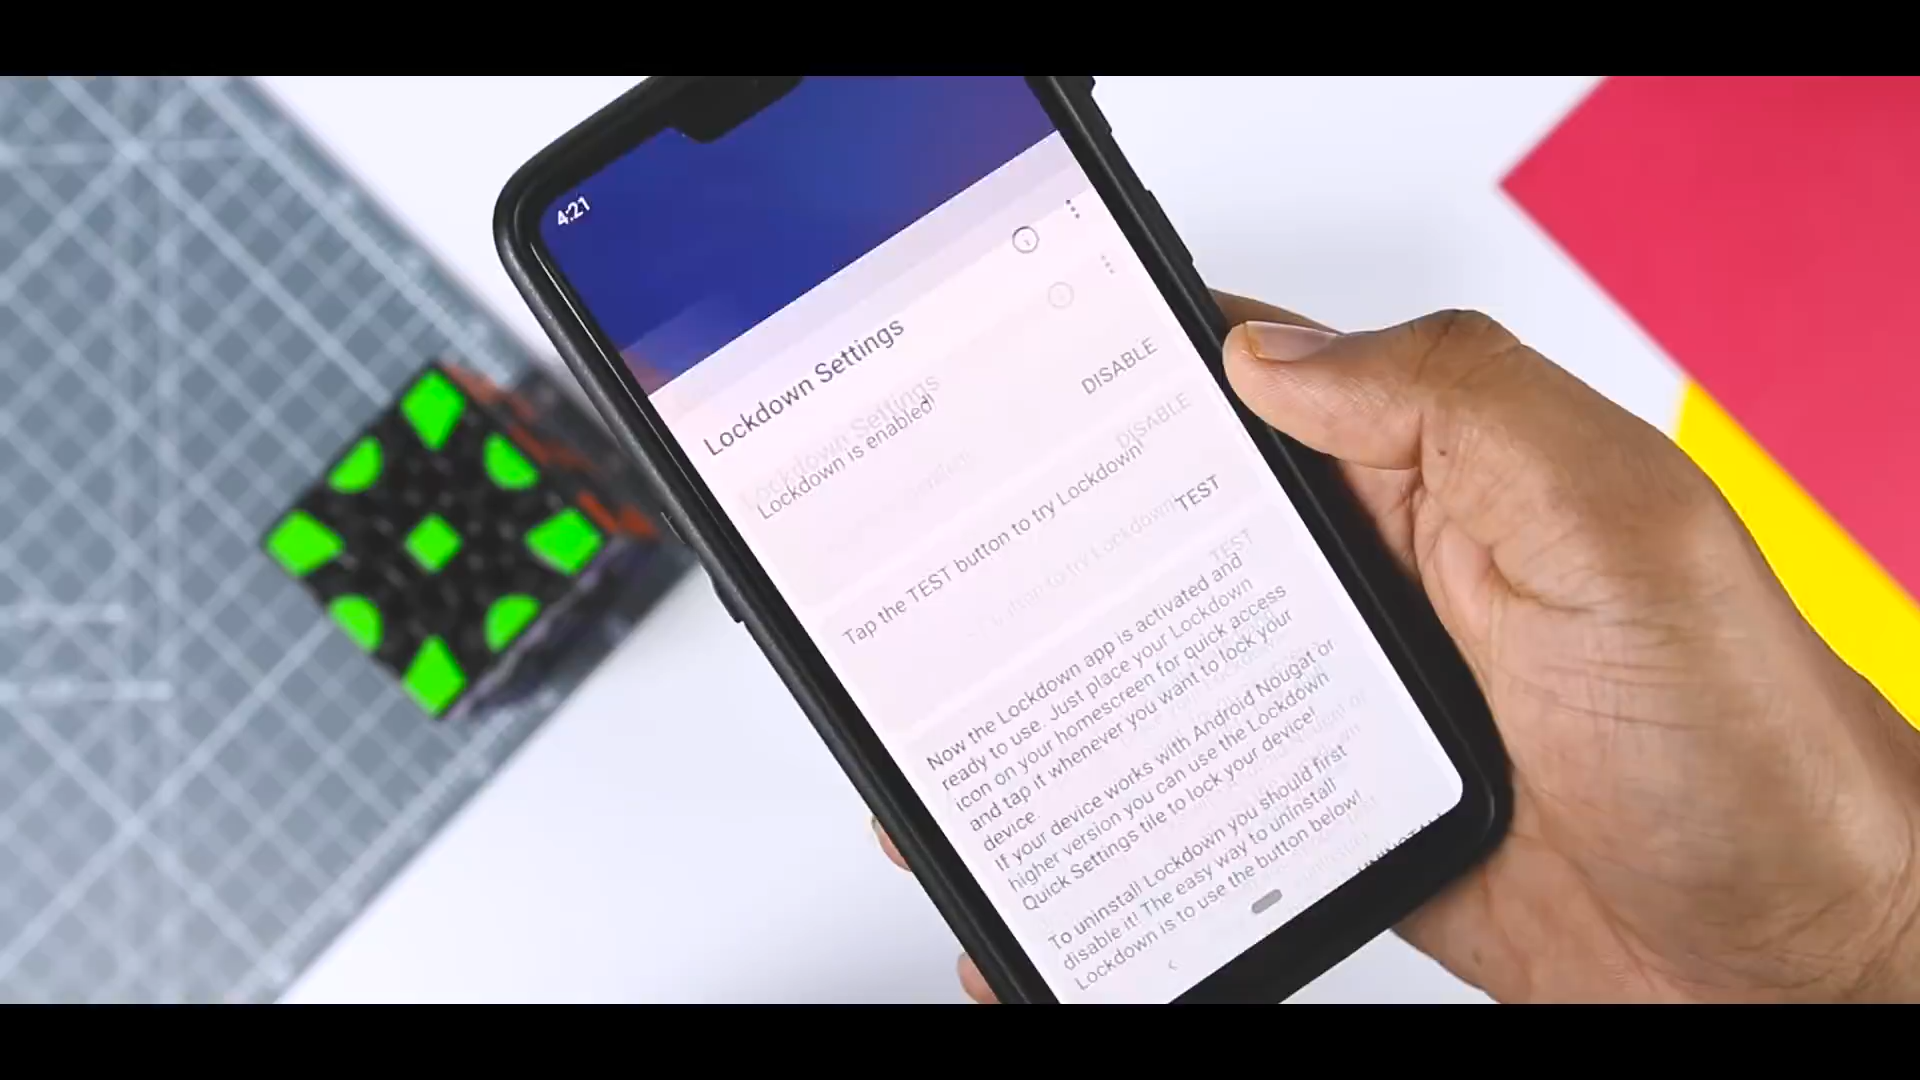 4:21
Lockdown Settings
Lockdown is enabled!
DISABLE
Tap the TEST button to try Lockdown!
TEST
Now the Lockdown app is activated and
ready to use. Just place your Lockdown
icon on your homescreen for quick access
and tap it whenever you want to lock your
device.
If your device works with Android Nougat or
higher version you can use the Lockdown
Quick Settings tile to lock your device!
To uninstall Lockdown you should first
disable it! The easy way to uninstall
Lockdown is to use the button below!